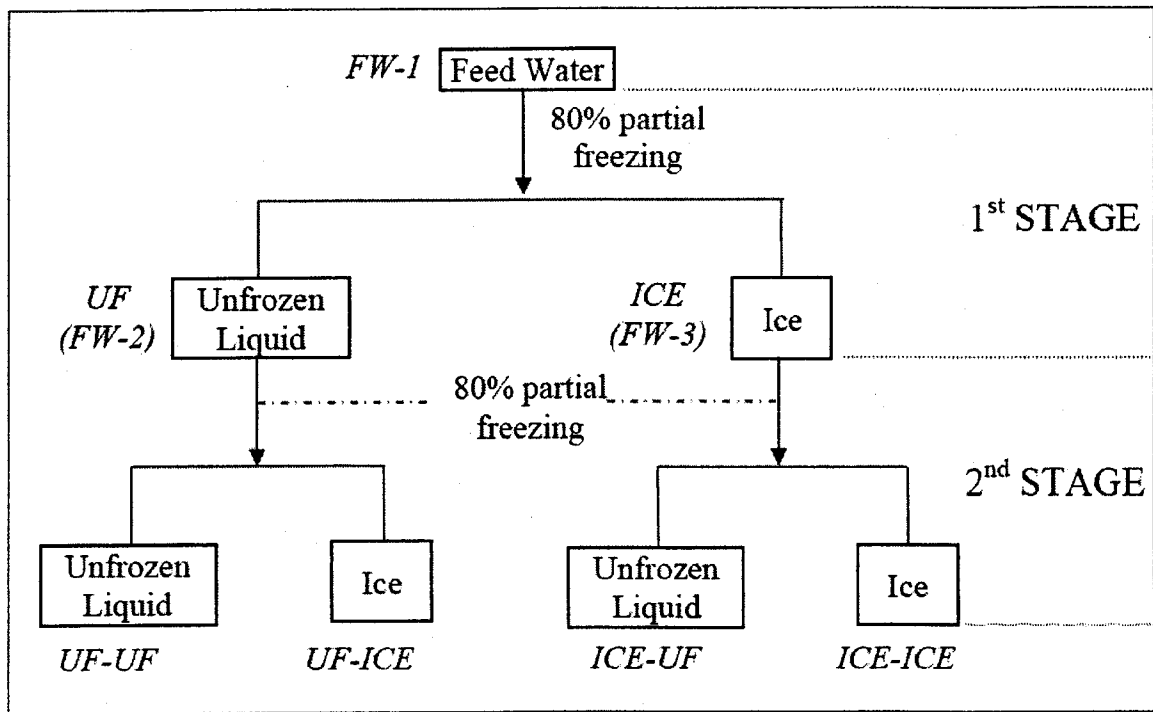 FW-1 Feed Water
80% partial
freezing
1st STAGE
UF
(FW-2)
Unfrozen
Liquid
ICE
(FW-3)
Ice
80% partial
freezing
2nd STAGE
Unfrozen
Liquid
Ice
Unfrozen
Liquid
Ice
UF-UF
UF-ICE
ICE-UF
ICE-ICE